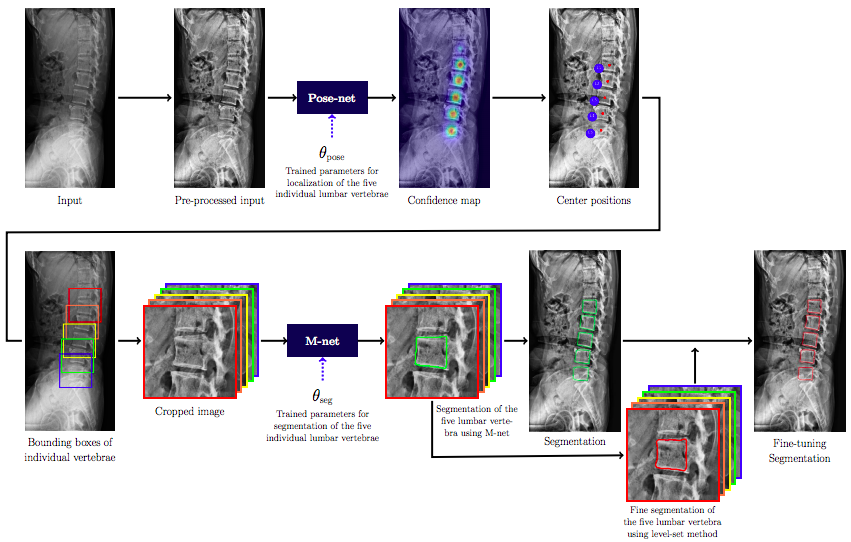 Pose-net
θpose
Trained parameters for
localization of the five
individual lumbar vertebrae
Input
Pre-processed input
Confidence map
Center positions
M-net
θseg
Trained parameters for
segmentation of the five
individual lumbar vertebrae
Bounding boxes of
individual vertebrae
Cropped image
Segmentation of the
five lumbar verte-
bra using M-net
Segmentation
Fine-tuning
Segmentation
Fine segmentation of
the five lumbar vertebra
using level-set method